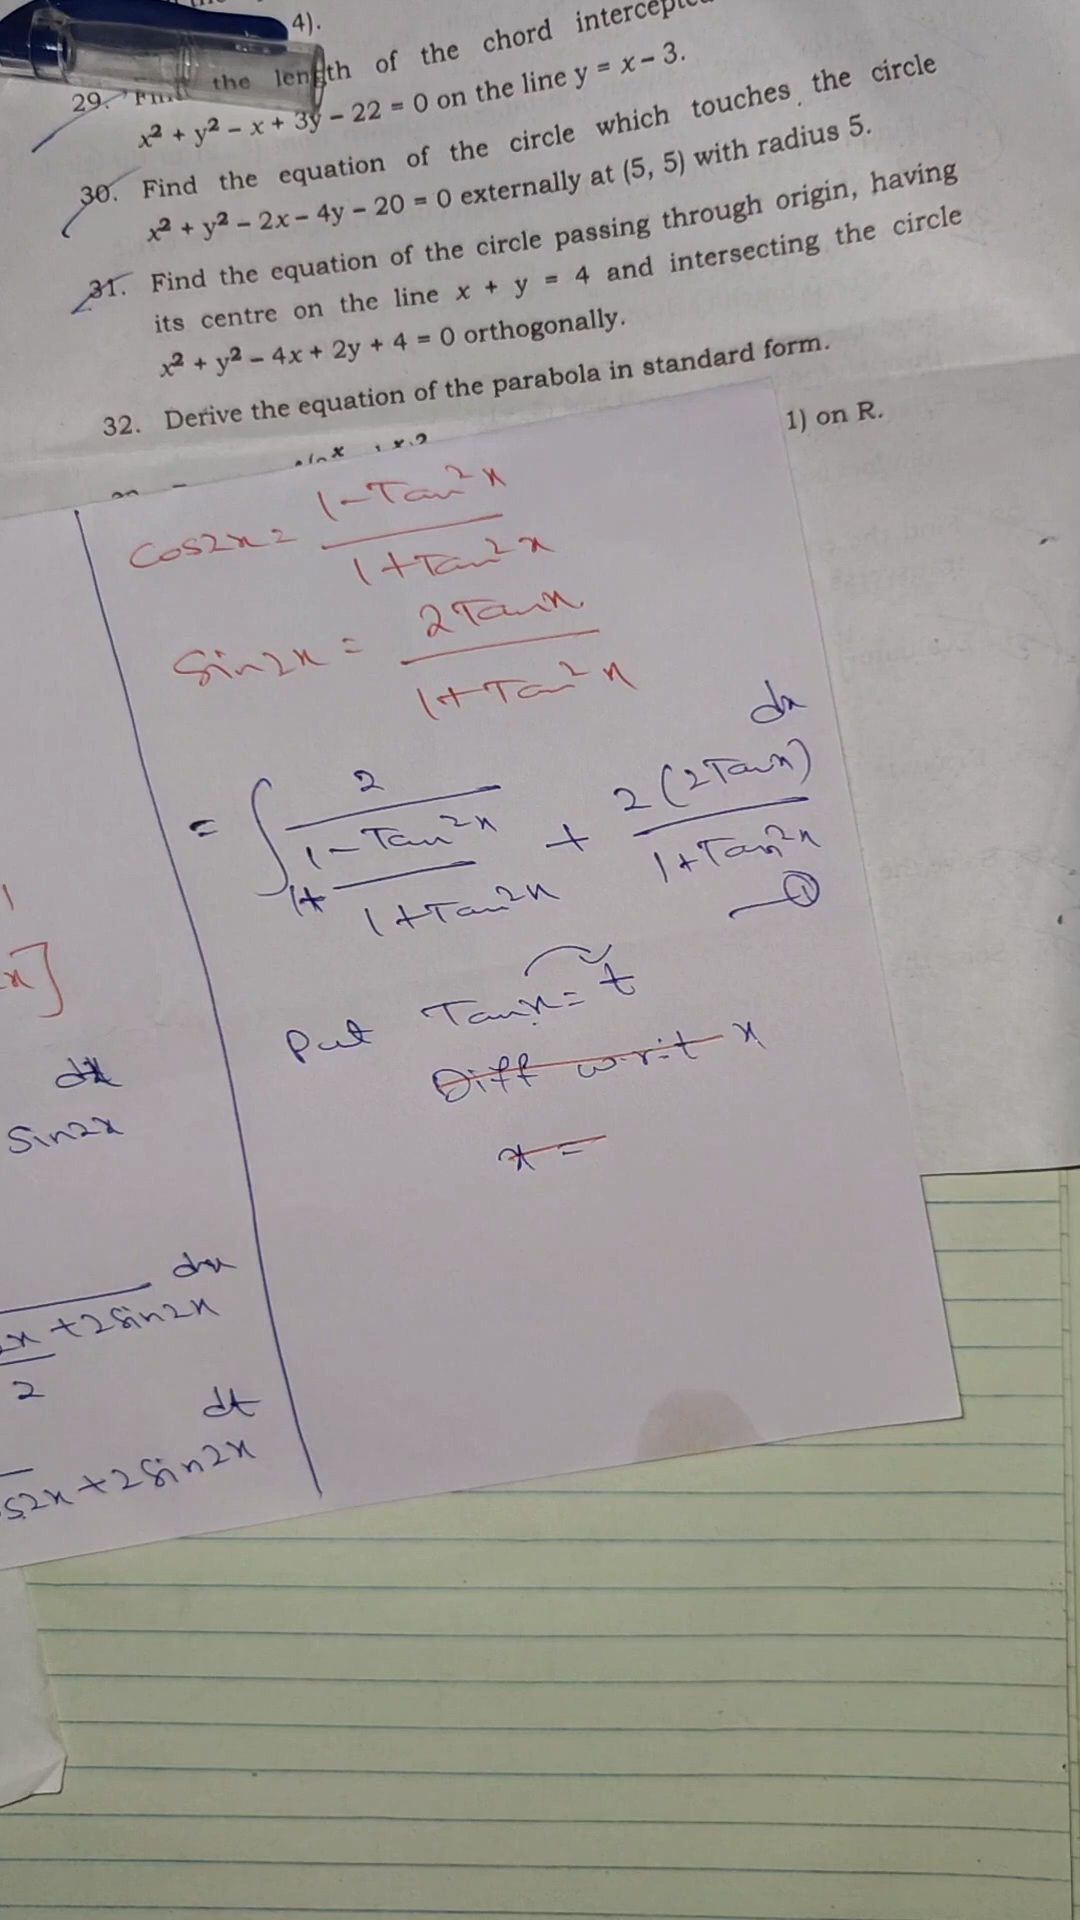 4).
29. the length of the chord
x² + y² – x + 3y – 22 = 0 on the line y = x – 3.
30. Find the equation of the circle which touches the circle
x² + y² – 2x – 4y – 20 = 0 externally at (5, 5) with radius 5.
31. Find the equation of the circle passing through origin, having
its centre on the line x + y = 4 and intersecting the circle
x² + y² – 4x + 2y + 4 = 0 orthogonally.
32. Derive the equation of the parabola in standard form.
1) on R.
cos2x = (1 - Tan²x) / (1 + Tan²x)
Sin2x = 2Tanx / (1 + Tan²x)
dx
= ∫ 2 / (1 + (1 - Tan²x) / (1 + Tan²x)) + 2(2Tanx) / (1 + Tan²x)
①
Put Tanx = t
Diff w.r.t x
x =
x]
dx
Sin2x
dx
2x + 2Sin2x
2
dt
s2x + 2Sin2x